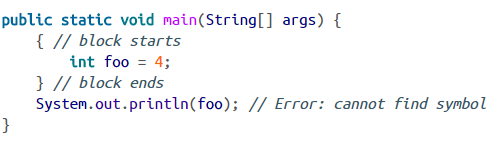 public static void main(String[] args) {
    { // block starts
        int foo = 4;
    } // block ends
    System.out.println(foo); // Error: cannot find symbol
}